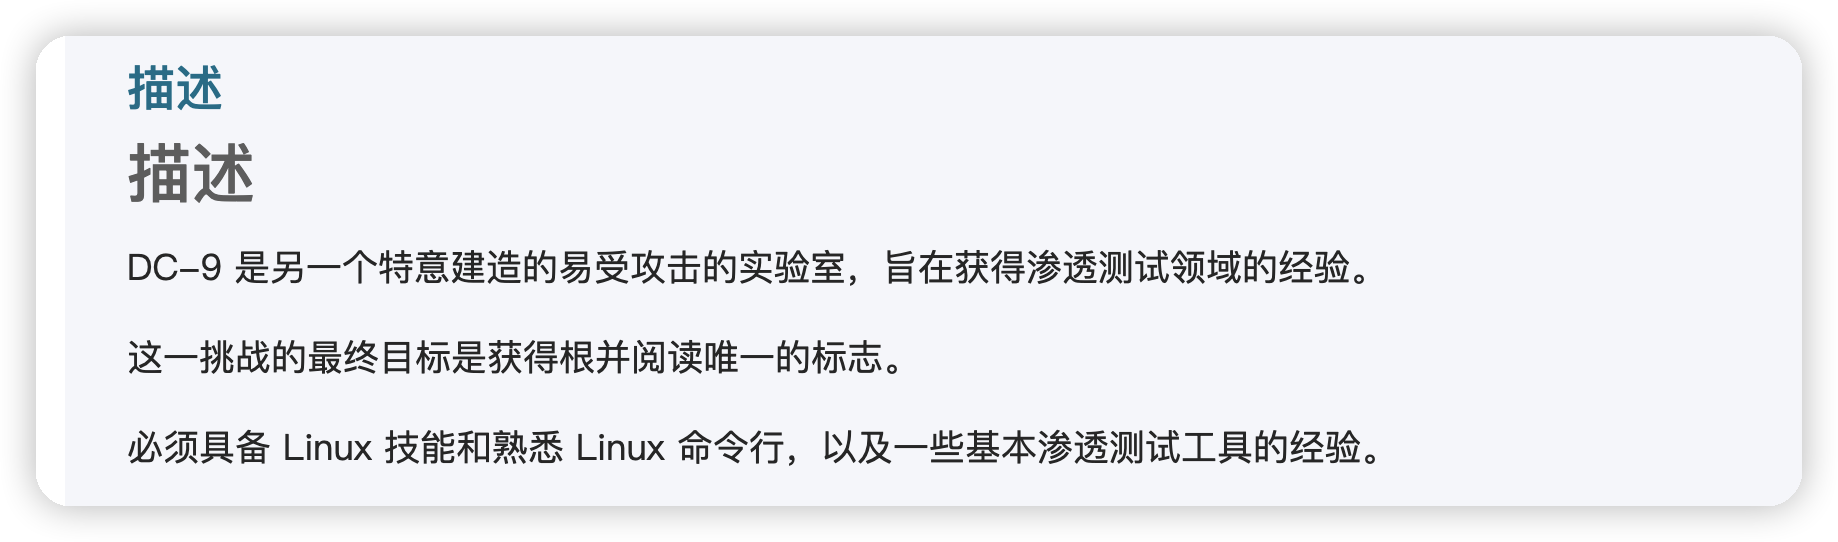 描述
描述
DC-9 是另一个特意建造的易受攻击的实验室，旨在获得渗透测试领域的经验。
这一挑战的最终目标是获得根并阅读唯一的标志。
必须具备 Linux 技能和熟悉 Linux 命令行，以及一些基本渗透测试工具的经验。